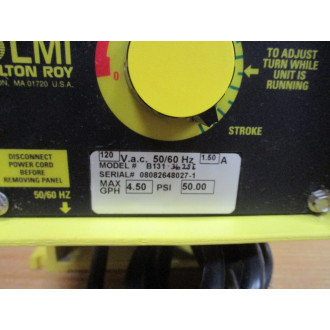 LMI
LTON ROY
ON, MA 01720 U.S.A.
0
TO ADJUST
TURN WHILE
UNIT IS
RUNNING
STROKE
DISCONNECT
POWER CORD
BEFORE
REMOVING PANEL
50/60 HZ
120 V.a.c. 50/60 Hz 1.50 A
MODEL # B131
SERIAL# 08082648027-1
MAX GPH 4.50 PSI 50.00